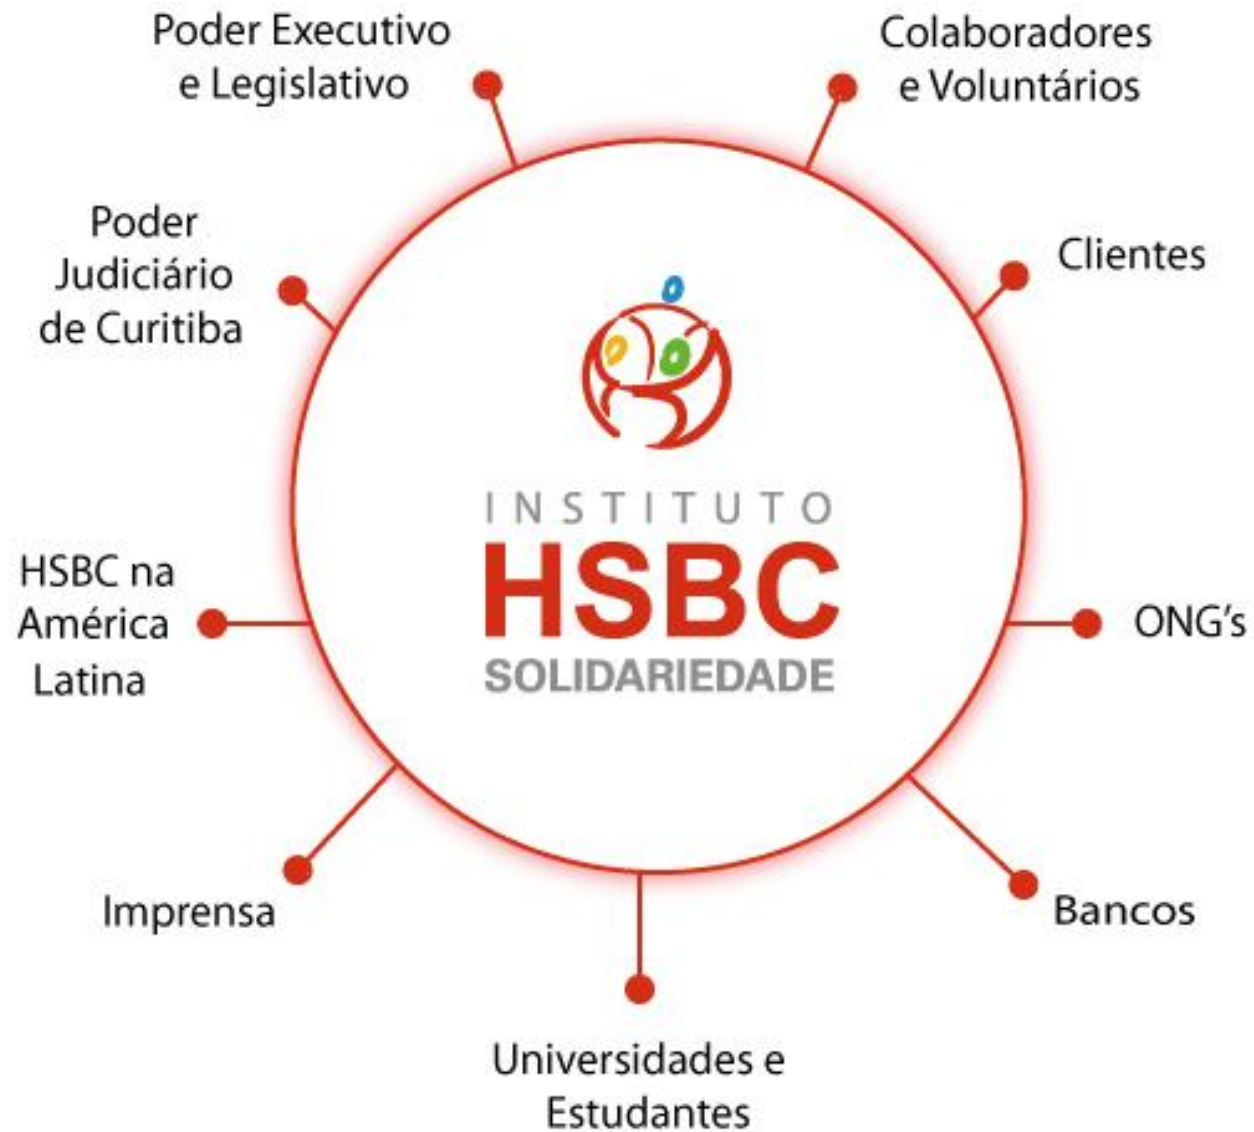 Poder Executivo
e Legislativo
Colaboradores
e Voluntários
Poder
Judiciário
de Curitiba
Clientes
INSTITUTO
HSBC
SOLIDARIEDADE
HSBC na
América
Latina
ONG's
Imprensa
Bancos
Universidades e
Estudantes